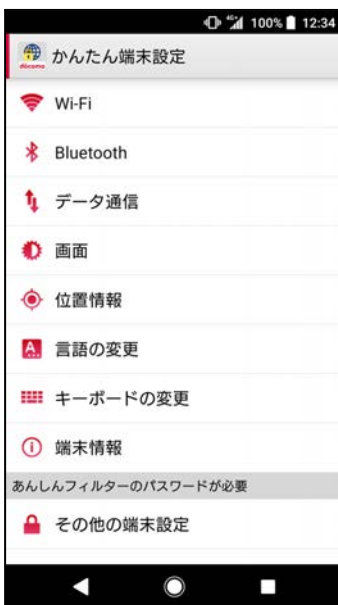 4G+ 100% 12:34
docomo かんたん端末設定
Wi-Fi
Bluetooth
データ通信
画面
位置情報
言語の変更
キーボードの変更
端末情報
あんしんフィルターのパスワードが必要
その他の端末設定